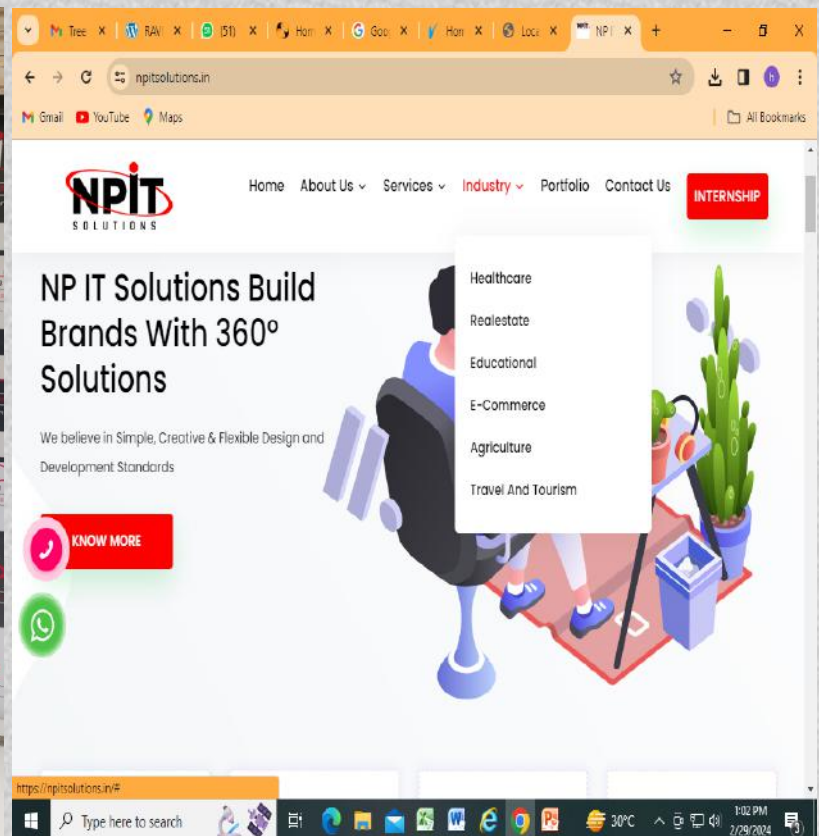 Tree
RAVI
(51)
Hom
Goo
Hom
Loca
NP I
npitsolutions.in
h
Gmail YouTube Maps All Bookmarks
NPIT
SOLUTIONS
Home About Us Services Industry Portfolio Contact Us INTERNSHIP
NP IT Solutions Build
Brands With 360°
Solutions
We believe in Simple, Creative & Flexible Design and
Development Standards
KNOW MORE
Healthcare
Realestate
Educational
E-Commerce
Agriculture
Travel And Tourism
https://npitsolutions.in/#
Type here to search
30°C
1:02 PM
2/29/2024